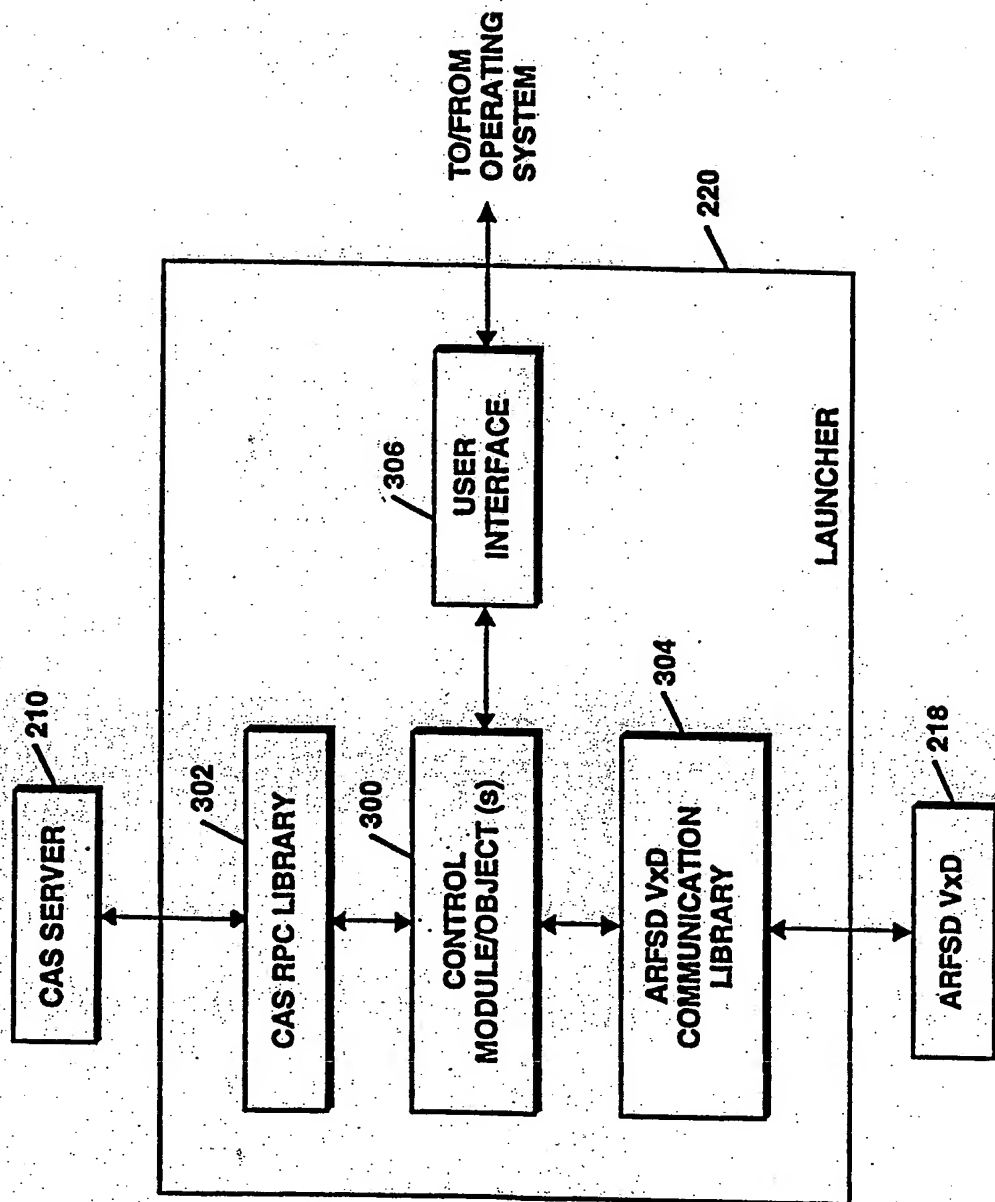 210
CAS SERVER
302
CAS RPC LIBRARY
300
CONTROL
MODULE/OBJECT (s)
306
USER
INTERFACE
TO/FROM
OPERATING
SYSTEM
304
ARFSD VxD
COMMUNICATION
LIBRARY
LAUNCHER
220
218
ARFSD VxD